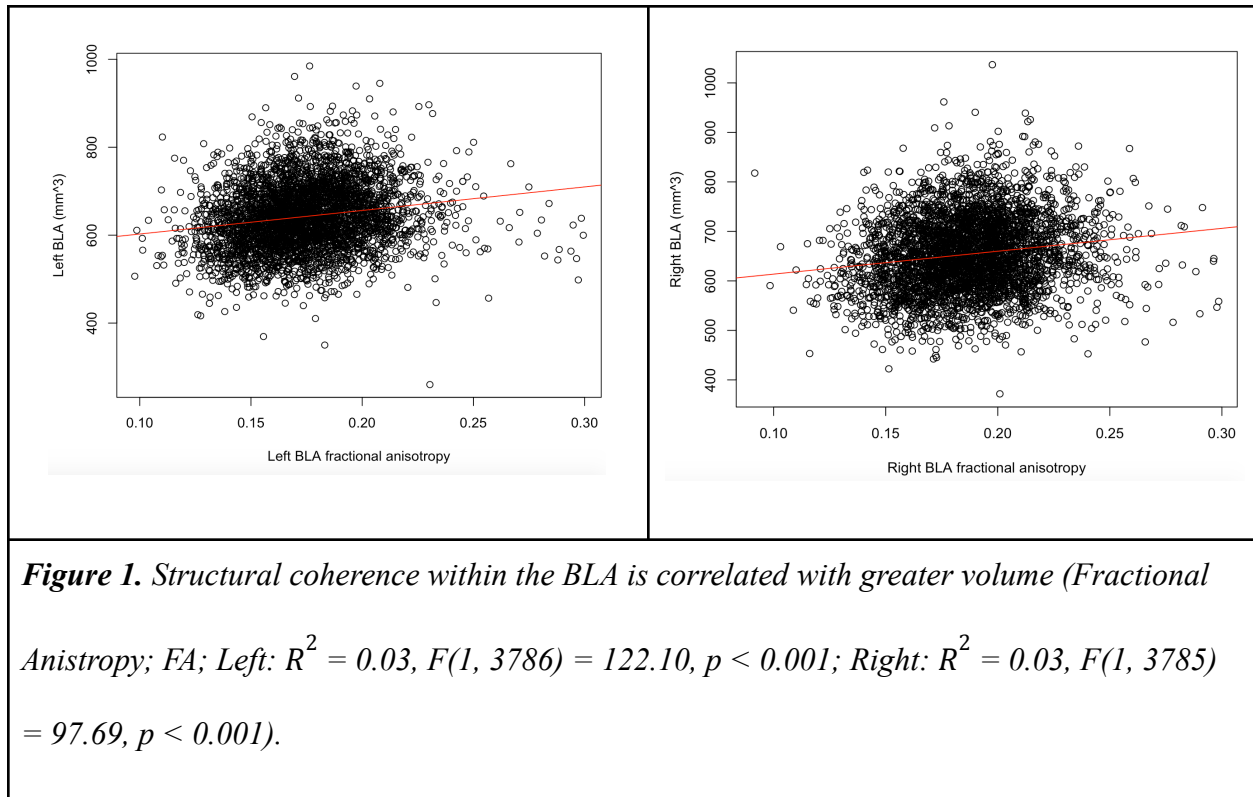 1000
800
600
400
Left BLA (mm^3)
0.10 0.15 0.20 0.25 0.30
Left BLA fractional anisotropy
1000
900
800
700
600
500
400
Right BLA (mm^3)
0.10 0.15 0.20 0.25 0.30
Right BLA fractional anisotropy
Figure 1. Structural coherence within the BLA is correlated with greater volume (Fractional
Anistropy; FA; Left: R² = 0.03, F(1, 3786) = 122.10, p < 0.001; Right: R² = 0.03, F(1, 3785)
= 97.69, p < 0.001).